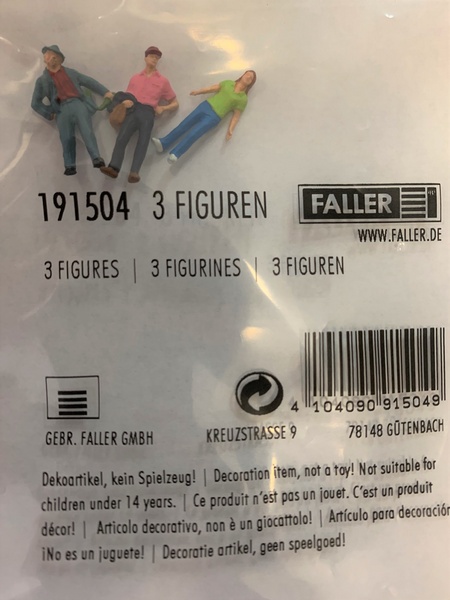 191504 3 FIGUREN
FALLER
WWW.FALLER.DE
3 FIGURES | 3 FIGURINES | 3 FIGUREN
4 104090 915049
GEBR. FALLER GMBH KREUZSTRASSE 9 78148 GÜTENBACH
Dekoartikel, kein Spielzeug! | Decoration item, not a toy! Not suitable for
children under 14 years. | Ce produit n'est pas un jouet. C'est un produit
décor! | Articolo decorativo, non è un giocattolo! | Artículo para decoración
¡No es un juguete! | Decoratie artikel, geen speelgoed!